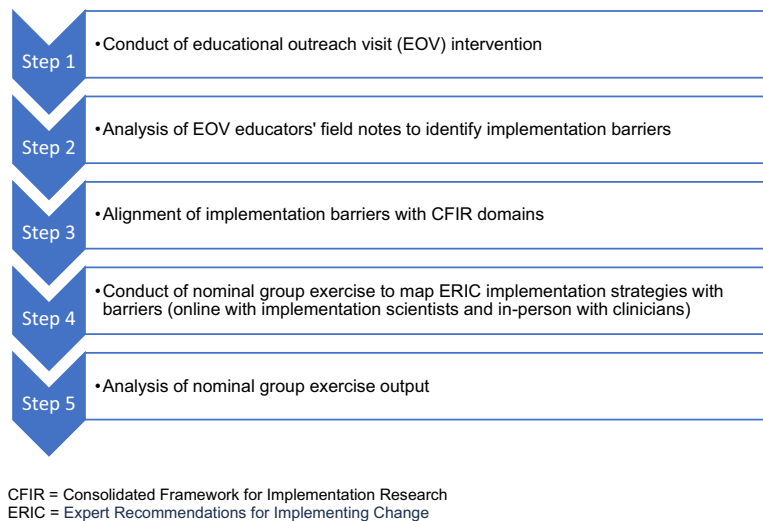 Step 1
•Conduct of educational outreach visit (EOV) intervention
Step 2
•Analysis of EOV educators' field notes to identify implementation barriers
Step 3
•Alignment of implementation barriers with CFIR domains
Step 4
•Conduct of nominal group exercise to map ERIC implementation strategies with
barriers (online with implementation scientists and in-person with clinicians)
Step 5
•Analysis of nominal group exercise output
CFIR = Consolidated Framework for Implementation Research
ERIC = Expert Recommendations for Implementing Change